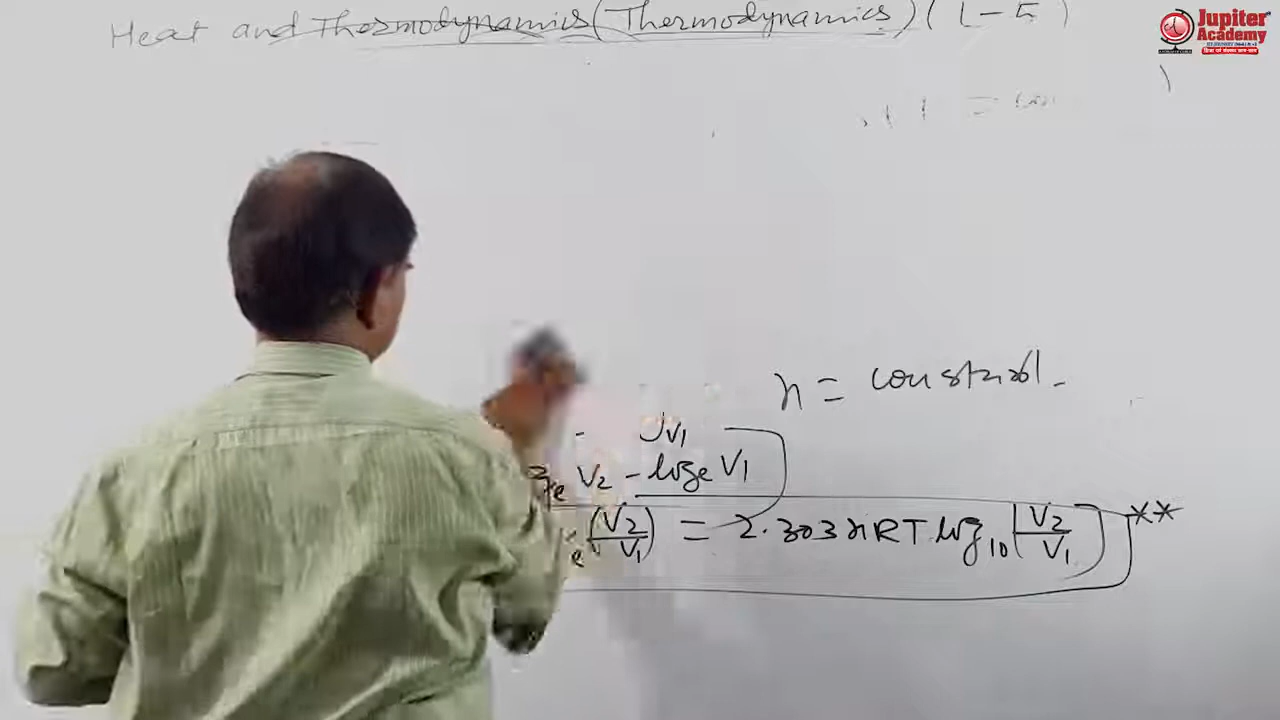 Heat and Thermodynamics (Thermodynamics) (L-5)
Jupiter
Academy
n = constant.
V1
e V2 - loge V1
e (V2/V1) = 2.303 nRT log10 (V2/V1) **